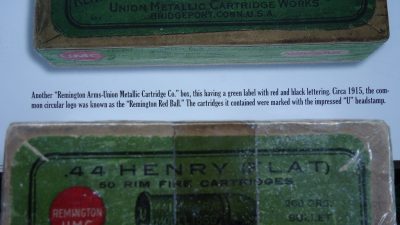 UNION METALLIC CARTRIDGE WORKS
BRIDGEPORT, CONN. U.S.A.
UMC
Another “Remington Arms-Union Metallic Cartridge Co.” box, this having a green label with red and black lettering. Circa 1915, the com-
mon circular logo was known as the “Remington Red Ball.” The cartridges it contained were marked with the impressed “U” headstamp.
.44 HENRY FLAT
50 RIM FIRE CARTRIDGES
REMINGTON
UMC
200 GRS.
BULLET